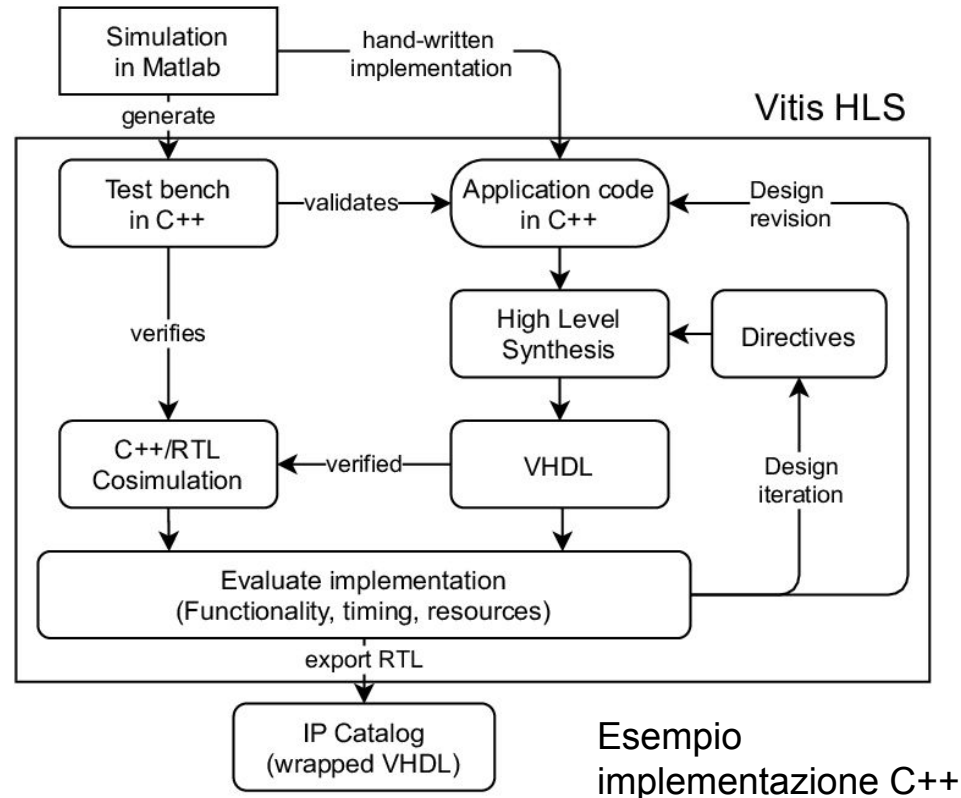 Simulation
in Matlab
hand-written
implementation
generate
Vitis HLS
Test bench
in C++
validates
Application code
in C++
Design
revision
verifies
High Level
Synthesis
Directives
C++/RTL
Cosimulation
verified
VHDL
Design
iteration
Evaluate implementation
(Functionality, timing, resources)
export RTL
IP Catalog
(wrapped VHDL)
Esempio
implementazione C++